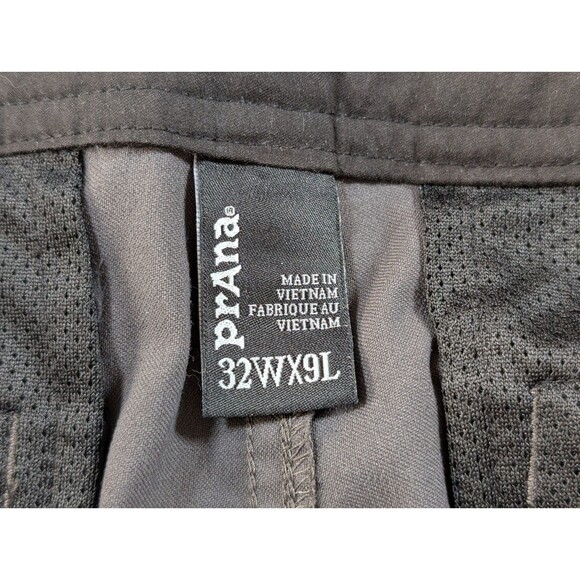 prAna
MADE IN
VIETNAM
FABRIQUE AU
VIETNAM
32WX9L